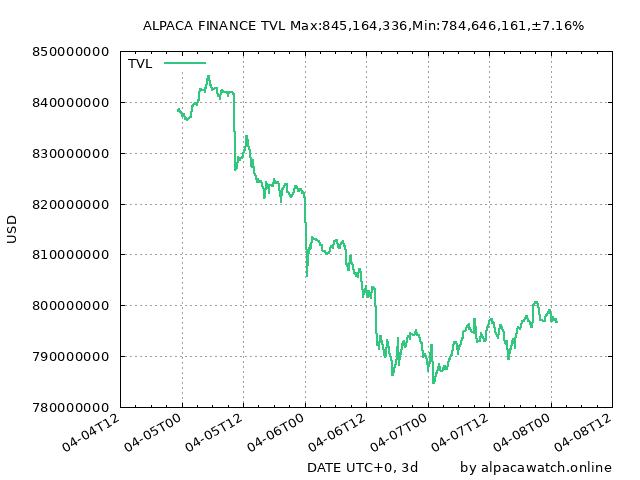 ALPACA FINANCE TVL Max:845,164,336,Min:784,646,161,±7.16%
850000000
TVL
840000000
830000000
820000000
USD
810000000
800000000
790000000
780000000
04-04T12
04-05T00
04-05T12
04-06T00
04-06T12
04-07T00
04-07T12
04-08T00
04-08T12
DATE UTC+0, 3d
by alpacawatch.online